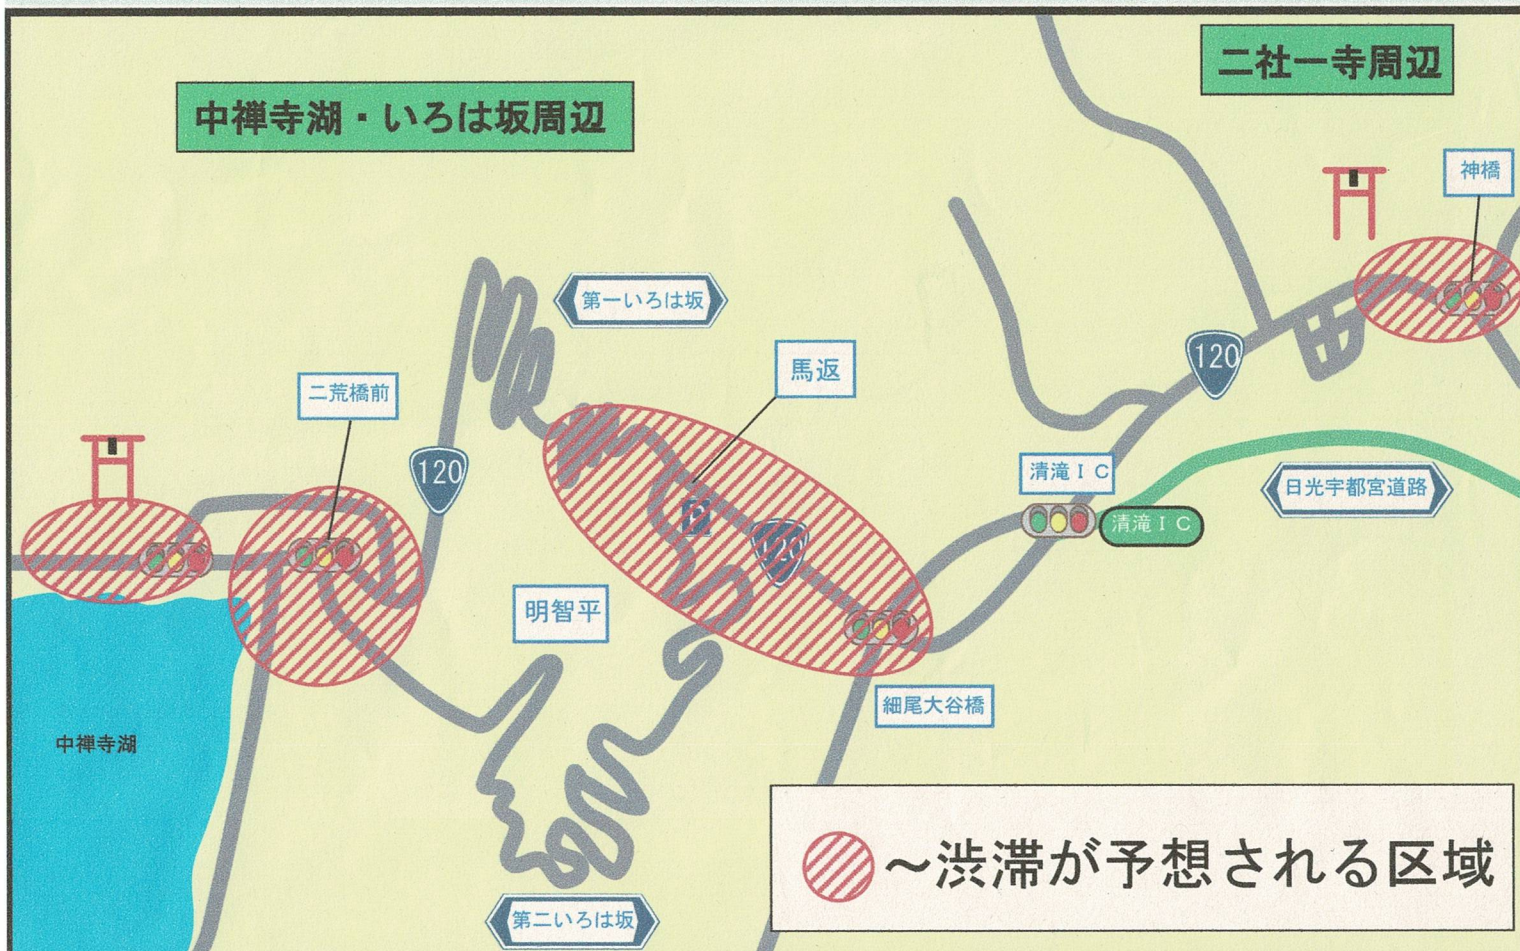 二社一寺周辺
中禅寺湖・いろは坂周辺
神橋
第一いろは坂
馬返
120
二荒橋前
120
清滝ＩＣ
日光宇都宮道路
清滝ＩＣ
P
120
明智平
細尾大谷橋
中禅寺湖
～渋滞が予想される区域
第二いろは坂